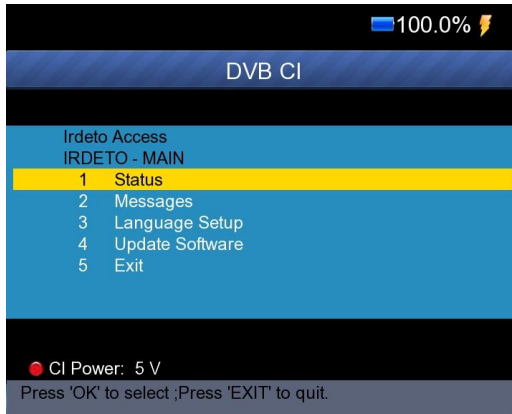 100.0%
DVB CI
Irdeto Access
IRDETO - MAIN
1 Status
2 Messages
3 Language Setup
4 Update Software
5 Exit
CI Power: 5 V
Press 'OK' to select ;Press 'EXIT' to quit.